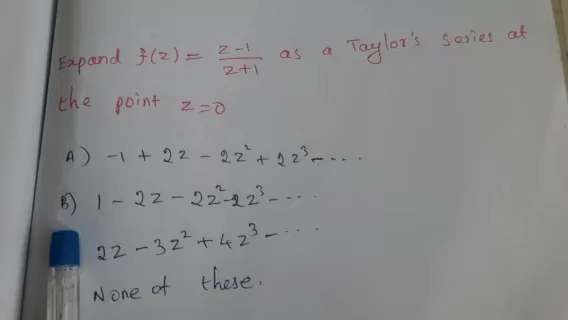 Expand f(z) = z-1/z+1 as a Taylor's series at
the point z=0
A) -1 + 2z - 2z² + 2z³ - ....
B) 1 - 2z - 2z² - 2z³ - ....
2z - 3z² + 4z³ - ....
None of these.